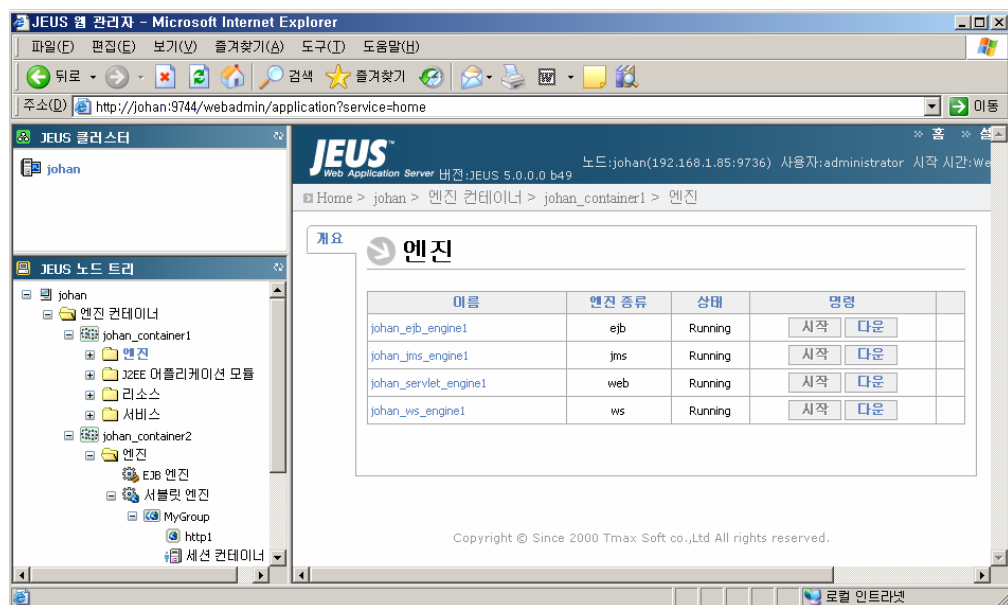 JEUS 웹 관리자 - Microsoft Internet Explorer
파일(F) 편집(E) 보기(V) 즐겨찾기(A) 도구(T) 도움말(H)
뒤로 검색 즐겨찾기
주소(D) http://johan:9744/webadmin/application?service=home 이동
JEUS 클러스터
johan
JEUS 노드 트리
johan
엔진 컨테이너
johan_container1
엔진
J2EE 어플리케이션 모듈
리소스
서비스
johan_container2
엔진
EJB 엔진
서블릿 엔진
MyGroup
http1
세션 컨테이너
» 홈 »
JEUS™
Web Application Server 버전:JEUS 5.0.0.0 b49
노드:johan(192.168.1.85:9736) 사용자:administrator 시작 시간:We
Home > johan > 엔진 컨테이너 > johan_container1 > 엔진
개요
엔진
이름 엔진 종류 상태 명령
johan_ejb_engine1 ejb Running 시작 다운
johan_jms_engine1 jms Running 시작 다운
johan_servlet_engine1 web Running 시작 다운
johan_ws_engine1 ws Running 시작 다운
Copyright © Since 2000 Tmax Soft co.,Ltd All rights reserved.
로컬 인트라넷